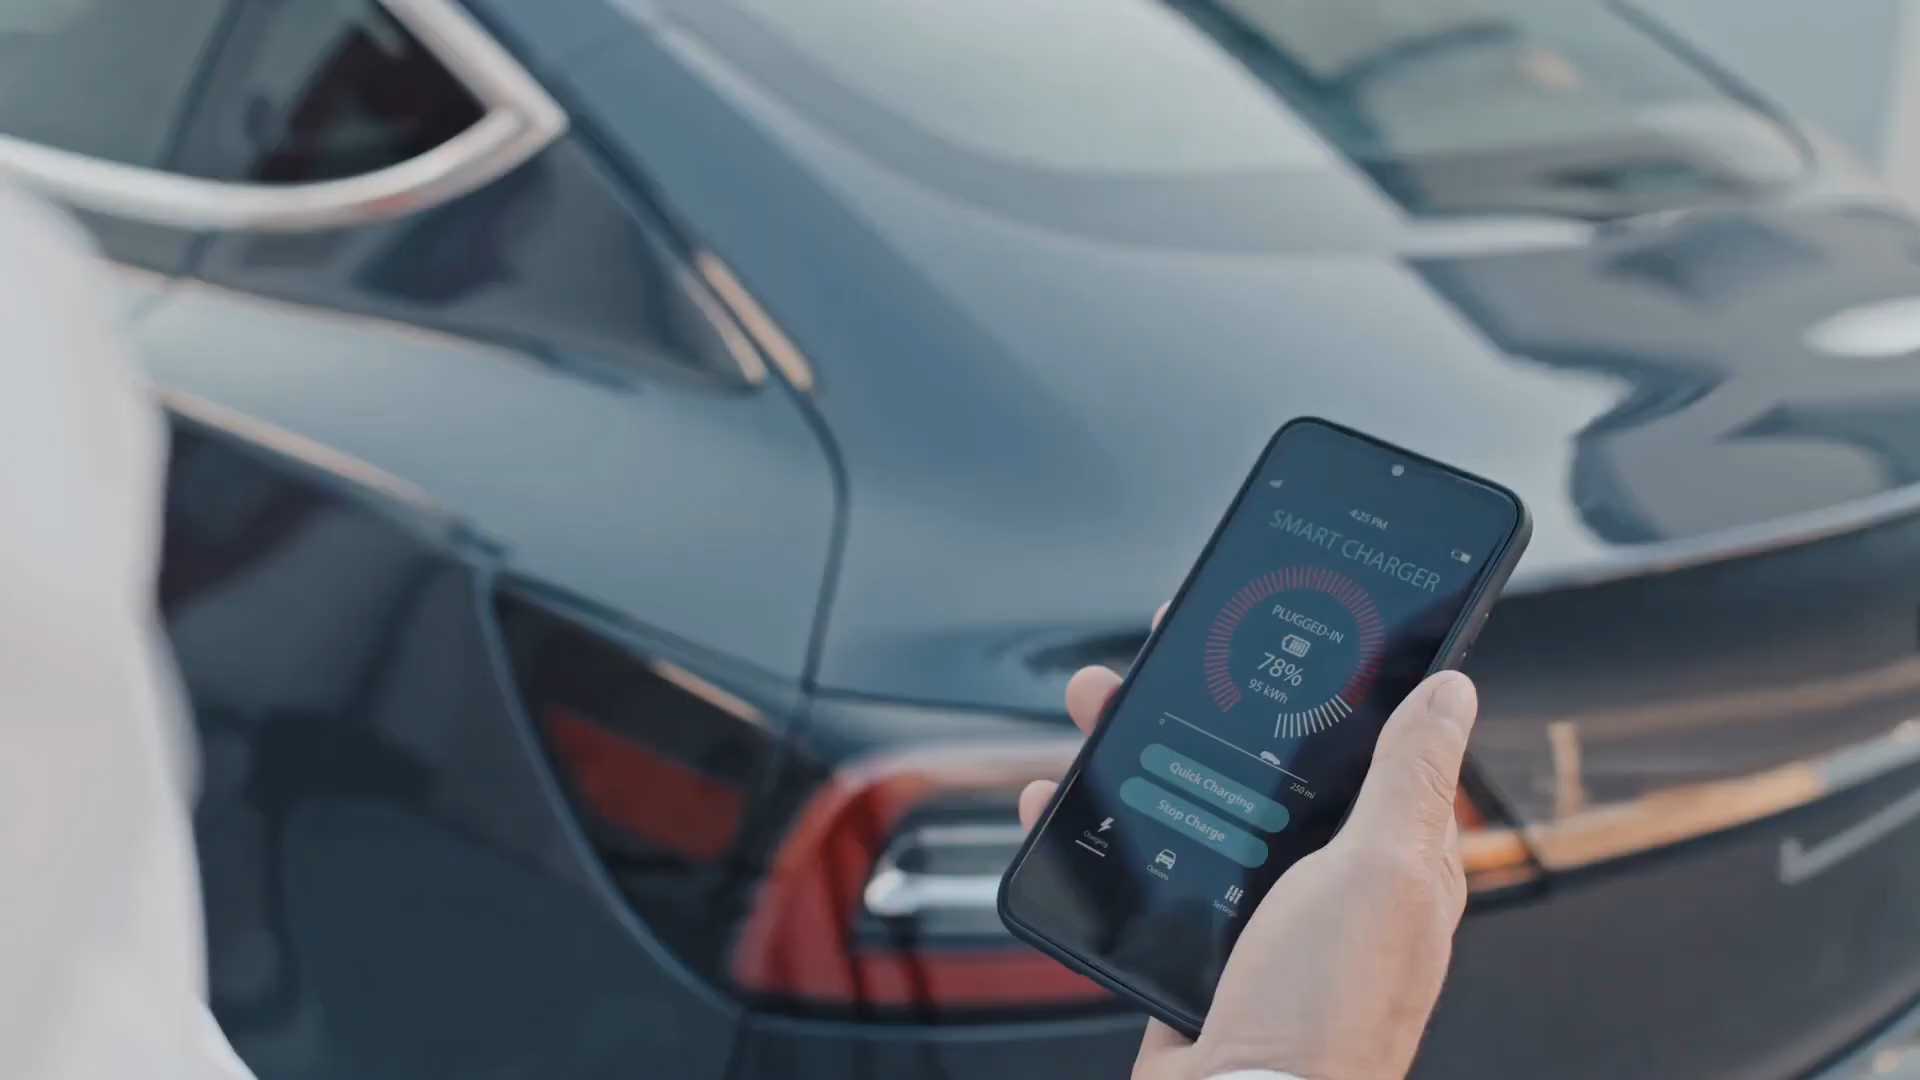 4:25 PM
SMART CHARGER
PLUGGED-IN
78%
95 kWh
0
250 mi
Quick Charging
Stop Charge
Charging
Options
Settings